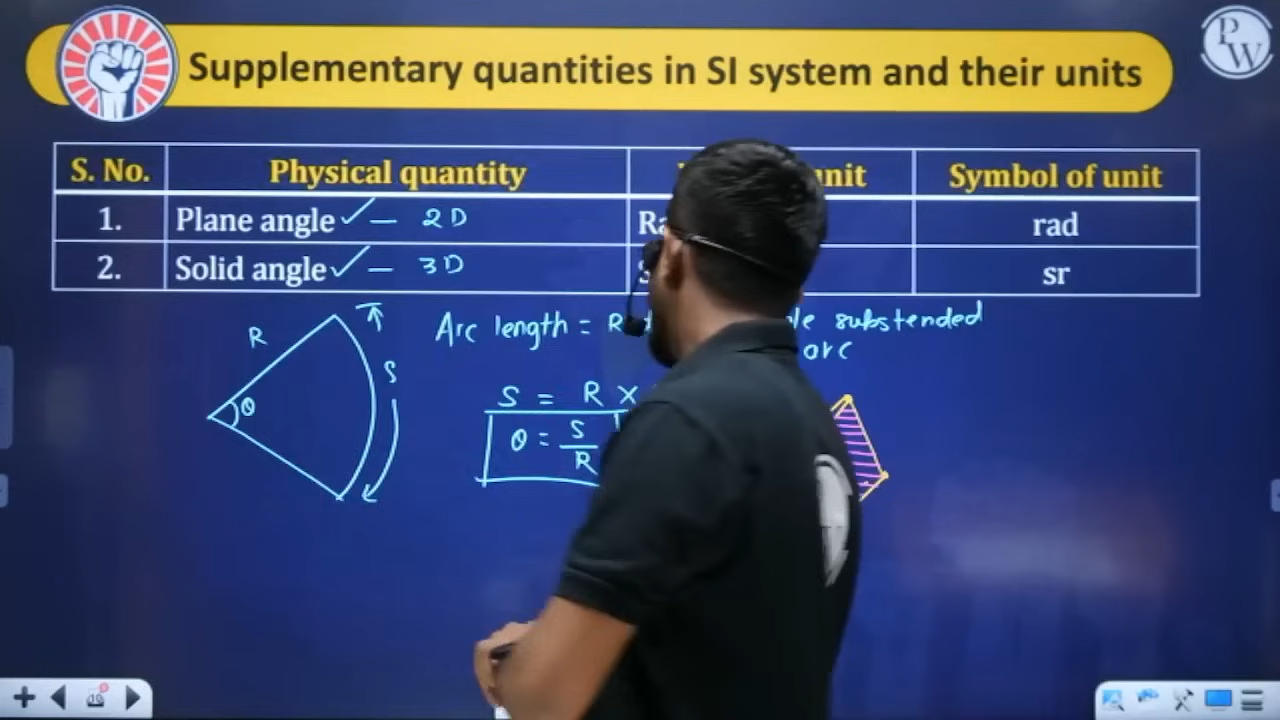 Supplementary quantities in SI system and their units
PW
S. No. Physical quantity unit Symbol of unit
1. Plane angle ✓ – 2D rad
2. Solid angle ✓ – 3D sr
R
θ
S
Arc length = R substended
arc
S = R ×
θ = S/R